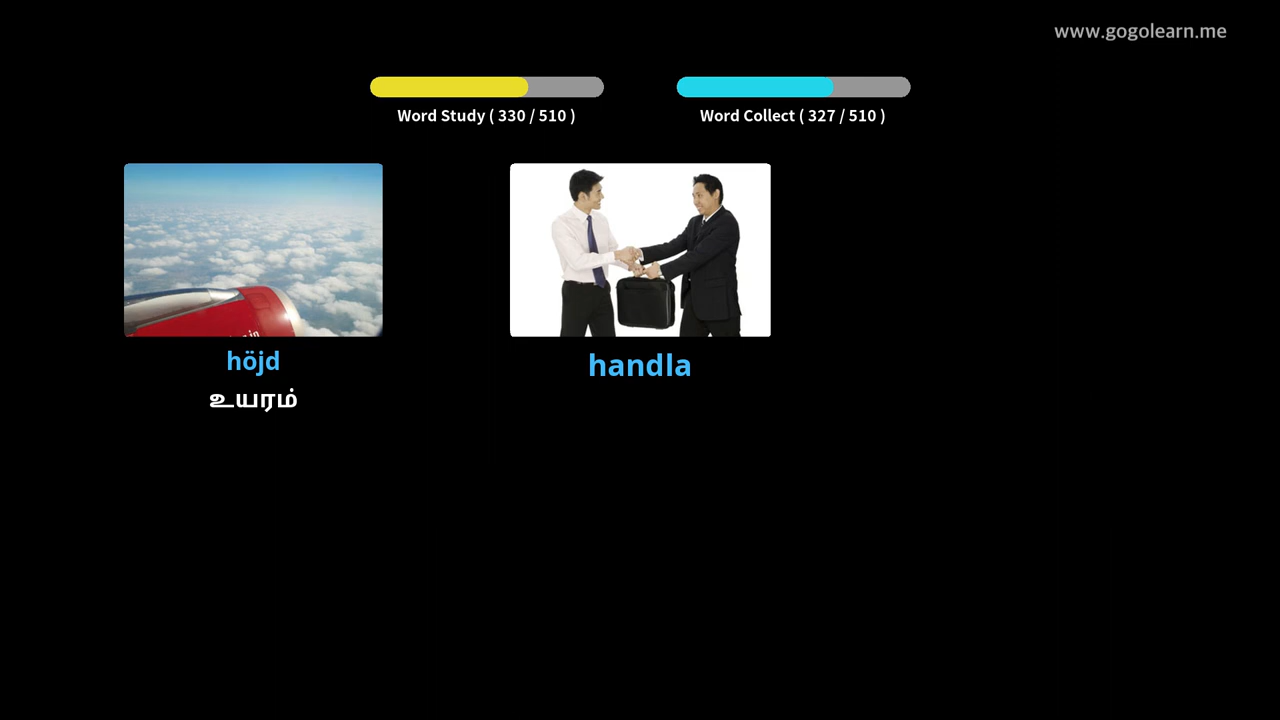 www.gogolearn.me
Word Study ( 330 / 510 )
Word Collect ( 327 / 510 )
höjd
உயரம்
handla